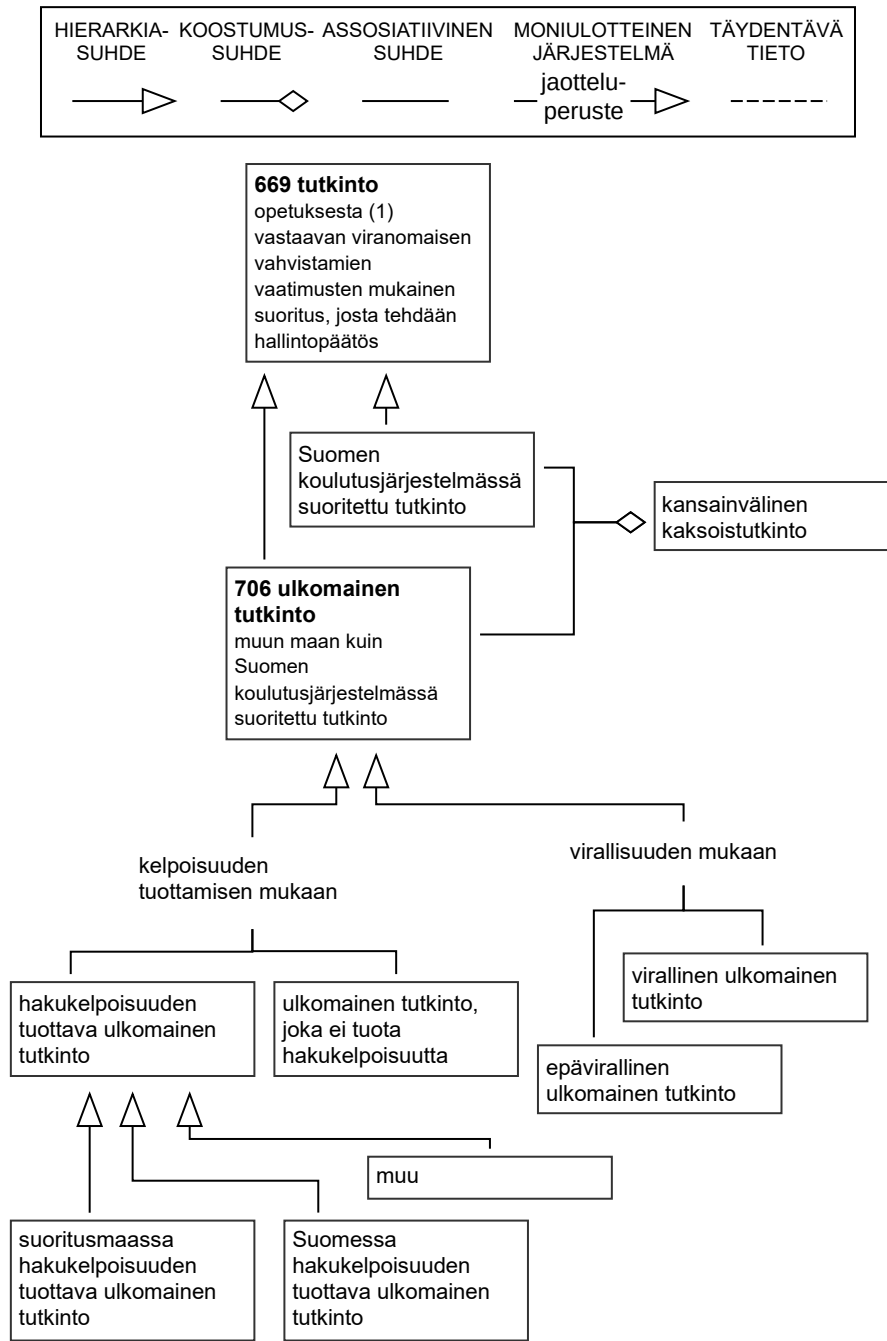 HIERARKIA-
SUHDE
KOOSTUMUS-
SUHDE
ASSOSIATIIVINEN
SUHDE
MONIULOTTEINEN
JÄRJESTELMÄ
jaottelu-
peruste
TÄYDENTÄVÄ
TIETO
669 tutkinto
opetuksesta (1)
vastaavan viranomaisen
vahvistamien
vaatimusten mukainen
suoritus, josta tehdään
hallintopäätös
Suomen
koulutusjärjestelmässä
suoritettu tutkinto
kansainvälinen
kaksoistutkinto
706 ulkomainen
tutkinto
muun maan kuin
Suomen
koulutusjärjestelmässä
suoritettu tutkinto
kelpoisuuden
tuottamisen mukaan
virallisuuden mukaan
hakukelpoisuuden
tuottava ulkomainen
tutkinto
ulkomainen tutkinto,
joka ei tuota
hakukelpoisuutta
virallinen ulkomainen
tutkinto
epävirallinen
ulkomainen tutkinto
muu
suoritusmaassa
hakukelpoisuuden
tuottava ulkomainen
tutkinto
Suomessa
hakukelpoisuuden
tuottava ulkomainen
tutkinto